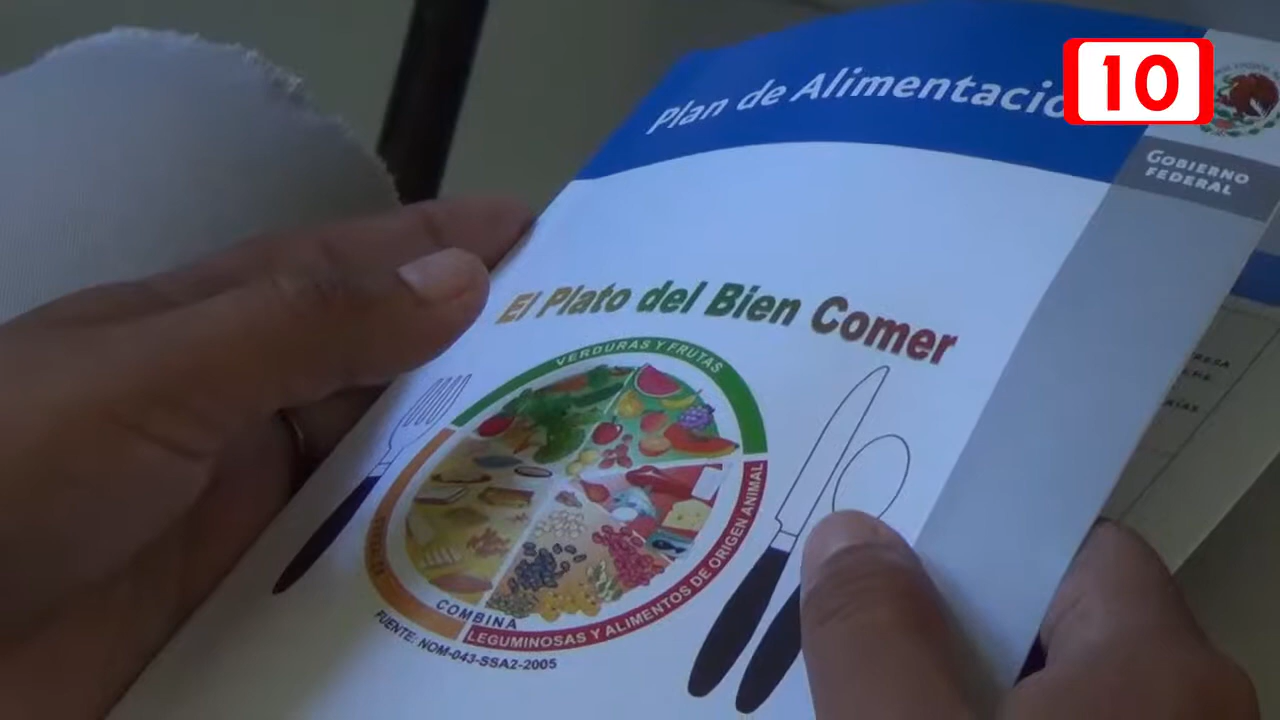 10
Plan de Alimentacio
GOBIERNO
FEDERAL
El Plato del Bien Comer
VERDURAS Y FRUTAS
LEGUMINOSAS Y ALIMENTOS DE ORIGEN ANIMAL
COMBINA
FUENTE: NOM-043-SSA2-2005